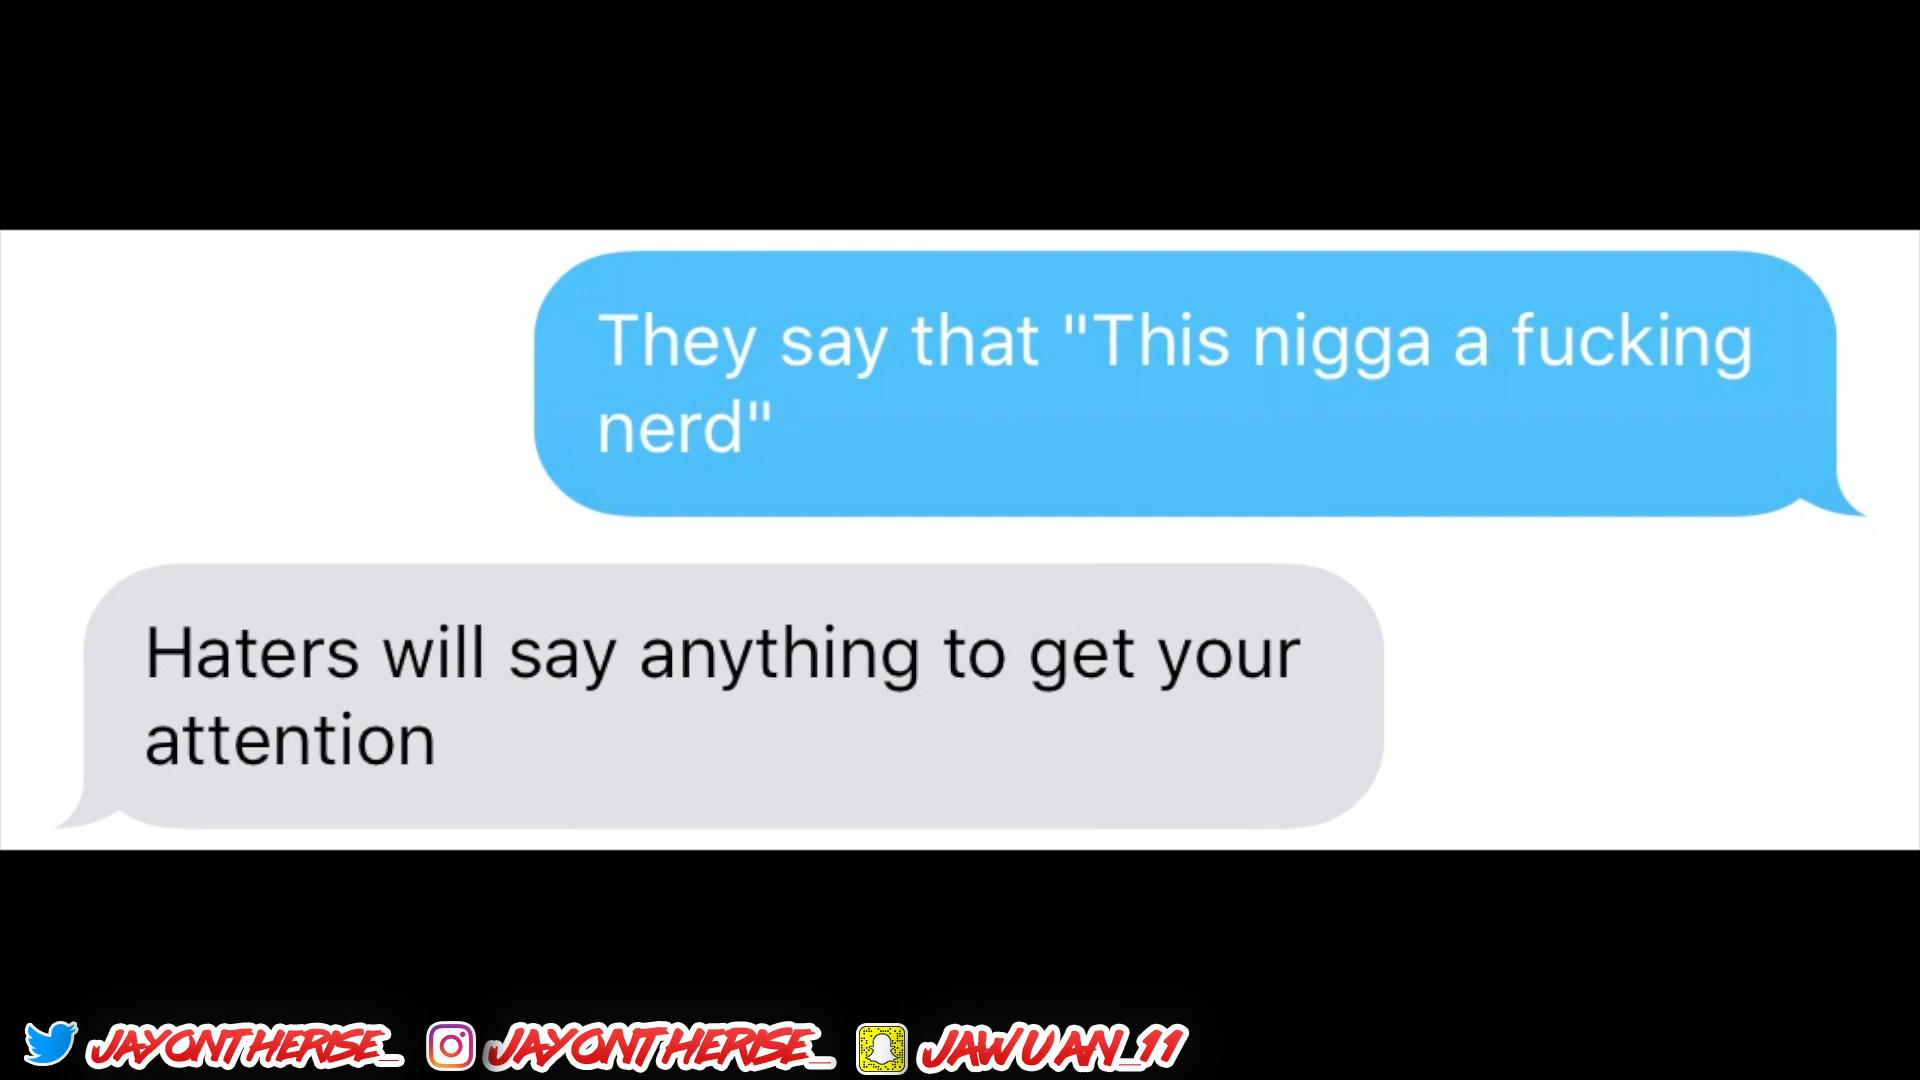 They say that "This nigga a fucking
nerd"
Haters will say anything to get your
attention
JAYONTHERISE_ JAYONTHERISE_ JAWUAN_11